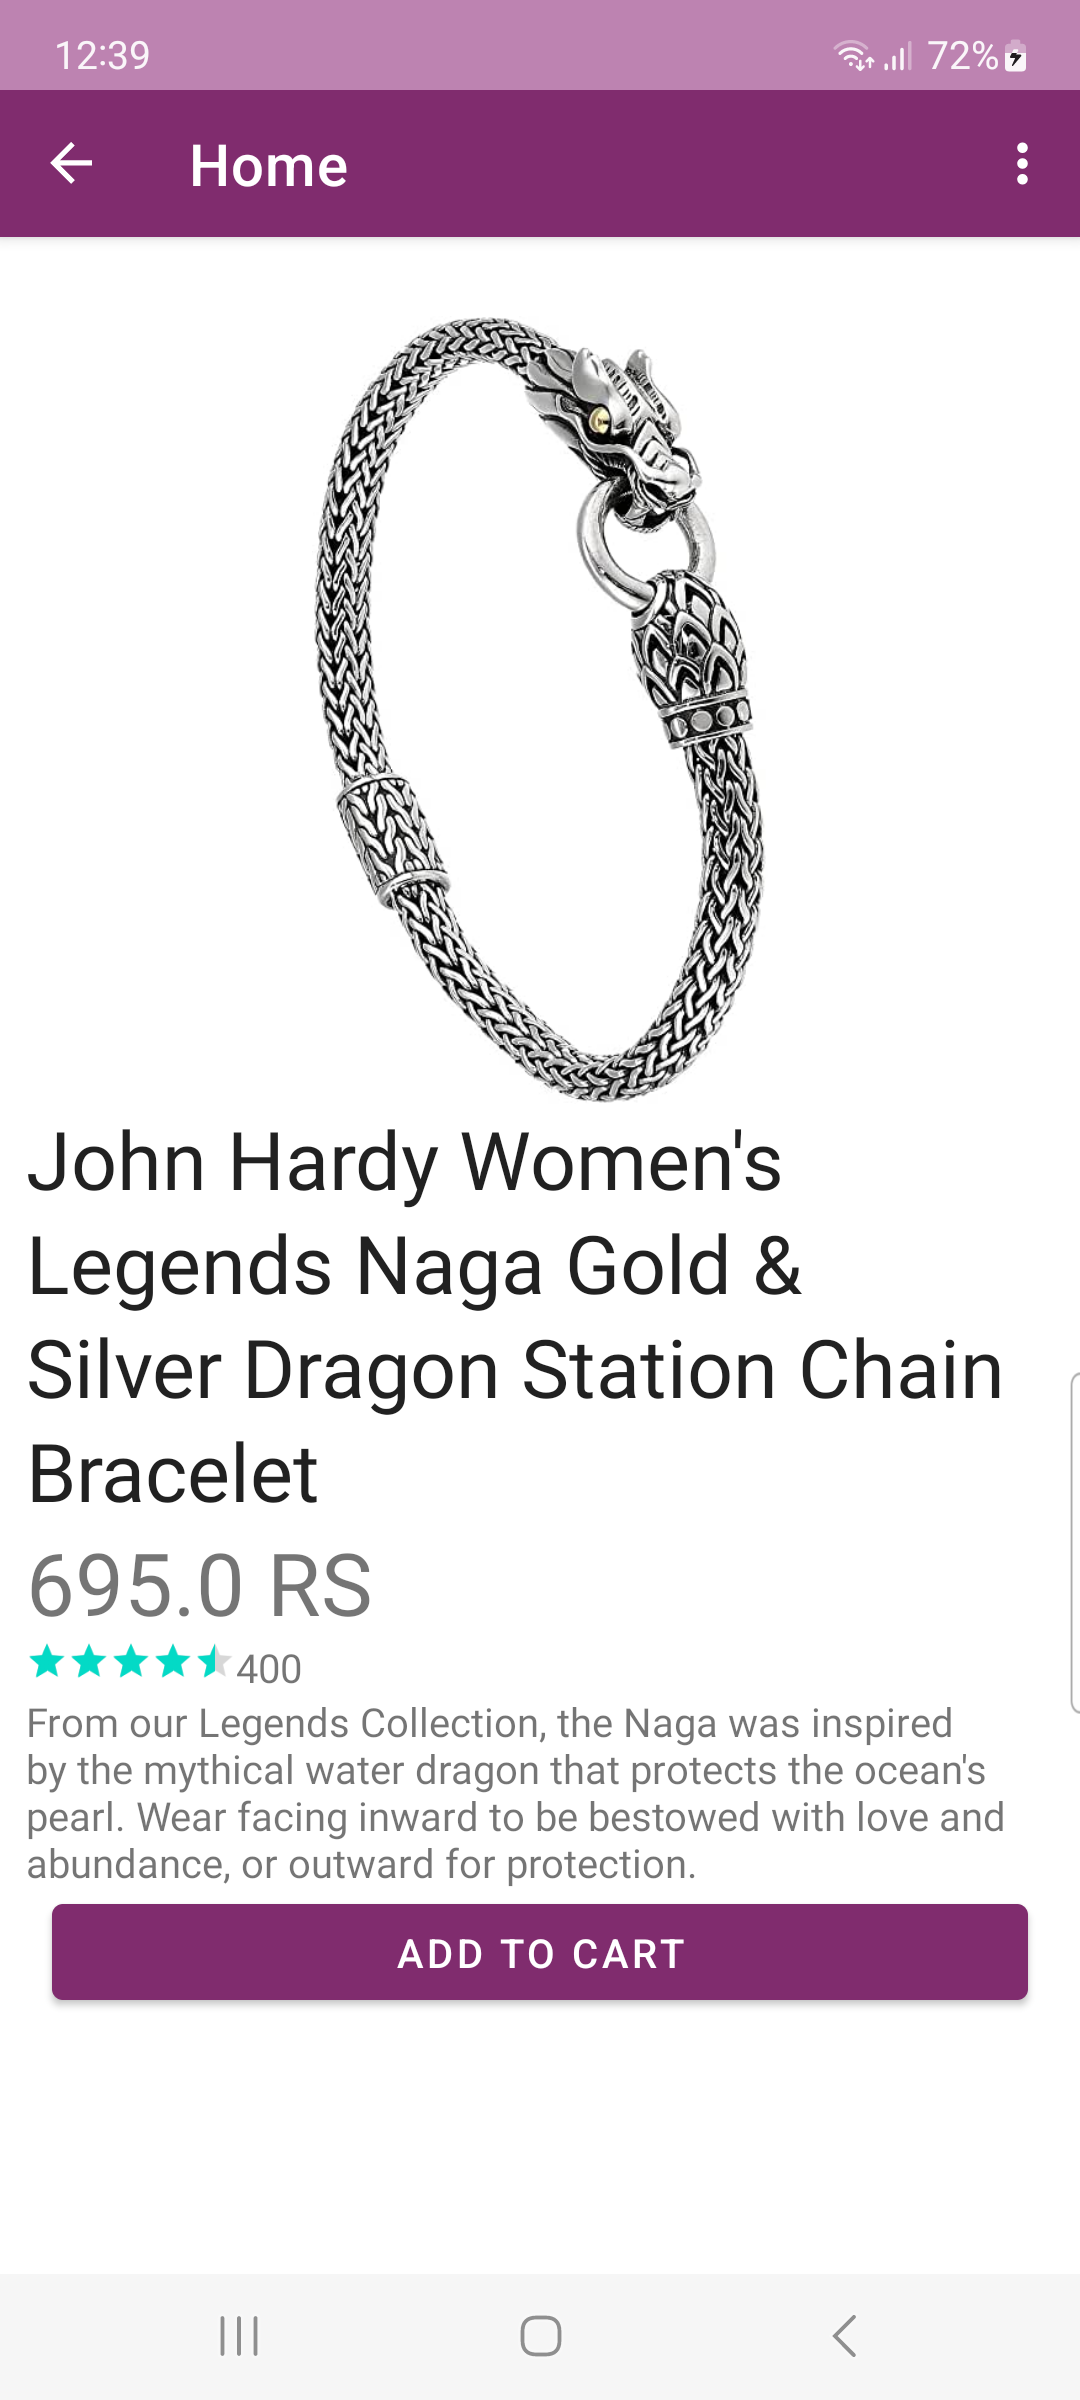 12:39
72%
Home
John Hardy Women's
Legends Naga Gold &
Silver Dragon Station Chain
Bracelet
695.0 RS
400
From our Legends Collection, the Naga was inspired
by the mythical water dragon that protects the ocean's
pearl. Wear facing inward to be bestowed with love and
abundance, or outward for protection.
ADD TO CART